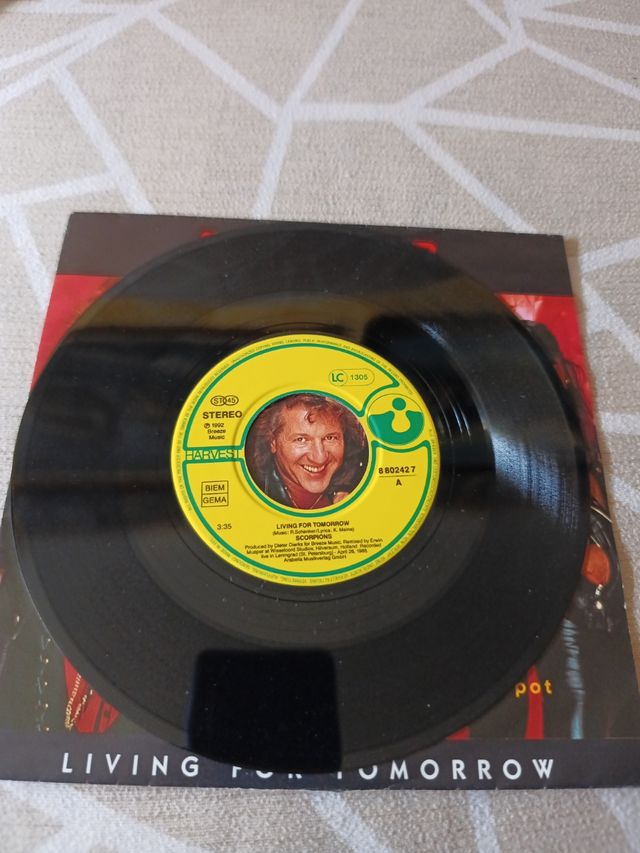 LC 1305
ST 45
STEREO
℗ 1992
Breeze
Music
HARVEST
8 80242 7
A
BIEM
GEMA
3:35
LIVING FOR TOMORROW
(Music: R.Schenker/Lyrics: K. Meine)
SCORPIONS
Produced by Dieter Dierks for Breeze Music. Remixed by Erwin
Musper at Wisseloord Studios, Hilversum, Holland. Recorded
live in Leningrad (St. Petersburg) April 26, 1988.
Arabella Musikverlag GmbH
pot
LIVING FOR TOMORROW